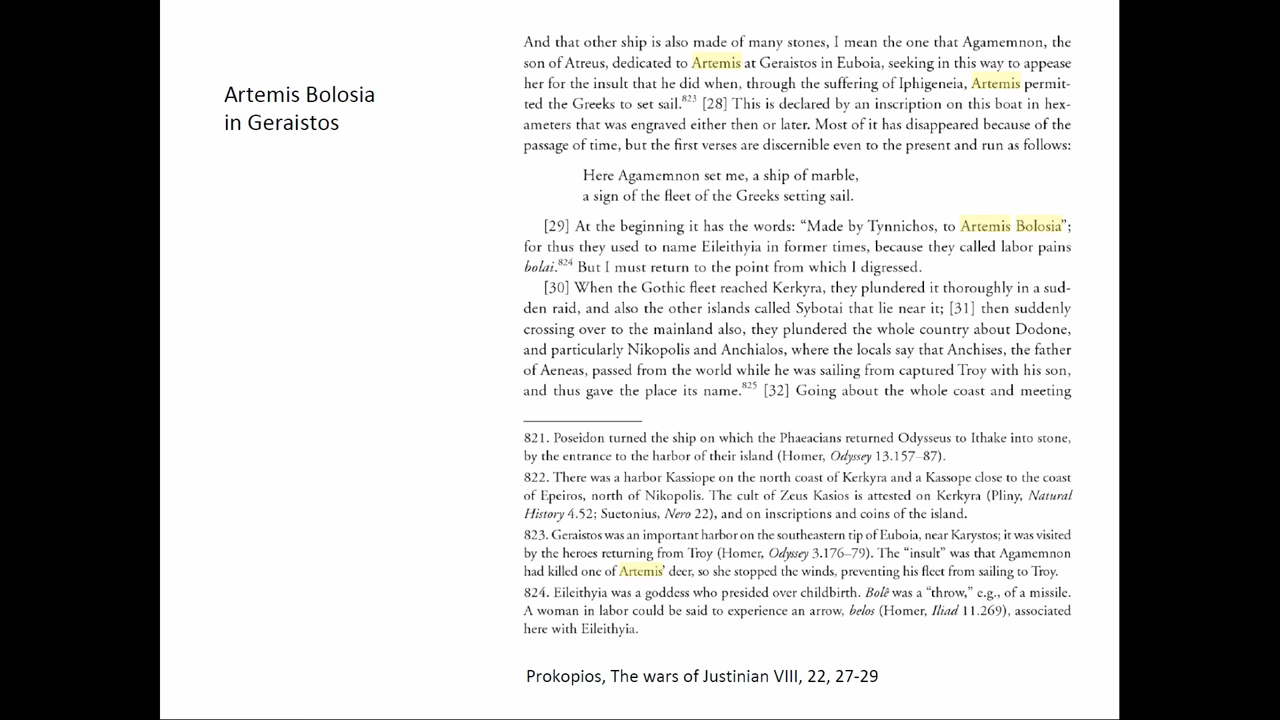 Artemis Bolosia
in Geraistos
And that other ship is also made of many stones, I mean the one that Agamemnon, the
son of Atreus, dedicated to Artemis at Geraistos in Euboia, seeking in this way to appease
her for the insult that he did when, through the suffering of Iphigeneia, Artemis permit-
ted the Greeks to set sail.823 [28] This is declared by an inscription on this boat in hex-
ameters that was engraved either then or later. Most of it has disappeared because of the
passage of time, but the first verses are discernible even to the present and run as follows:
Here Agamemnon set me, a ship of marble,
a sign of the fleet of the Greeks setting sail.
[29] At the beginning it has the words: “Made by Tynnichos, to Artemis Bolosia”;
for thus they used to name Eileithyia in former times, because they called labor pains
bolai.824 But I must return to the point from which I digressed.
[30] When the Gothic fleet reached Kerkyra, they plundered it thoroughly in a sud-
den raid, and also the other islands called Sybotai that lie near it; [31] then suddenly
crossing over to the mainland also, they plundered the whole country about Dodone,
and particularly Nikopolis and Anchialos, where the locals say that Anchises, the father
of Aeneas, passed from the world while he was sailing from captured Troy with his son,
and thus gave the place its name.825 [32] Going about the whole coast and meeting
821. Poseidon turned the ship on which the Phaeacians returned Odysseus to Ithake into stone,
by the entrance to the harbor of their island (Homer, Odyssey 13.157–87).
822. There was a harbor Kassiope on the north coast of Kerkyra and a Kassope close to the coast
of Epeiros, north of Nikopolis. The cult of Zeus Kasios is attested on Kerkyra (Pliny, Natural
History 4.52; Suetonius, Nero 22), and on inscriptions and coins of the island.
823. Geraistos was an important harbor on the southeastern tip of Euboia, near Karystos; it was visited
by the heroes returning from Troy (Homer, Odyssey 3.176–79). The “insult” was that Agamemnon
had killed one of Artemis’ deer, so she stopped the winds, preventing his fleet from sailing to Troy.
824. Eileithyia was a goddess who presided over childbirth. Bolê was a “throw,” e.g., of a missile.
A woman in labor could be said to experience an arrow, belos (Homer, Iliad 11.269), associated
here with Eileithyia.
Prokopios, The wars of Justinian VIII, 22, 27-29